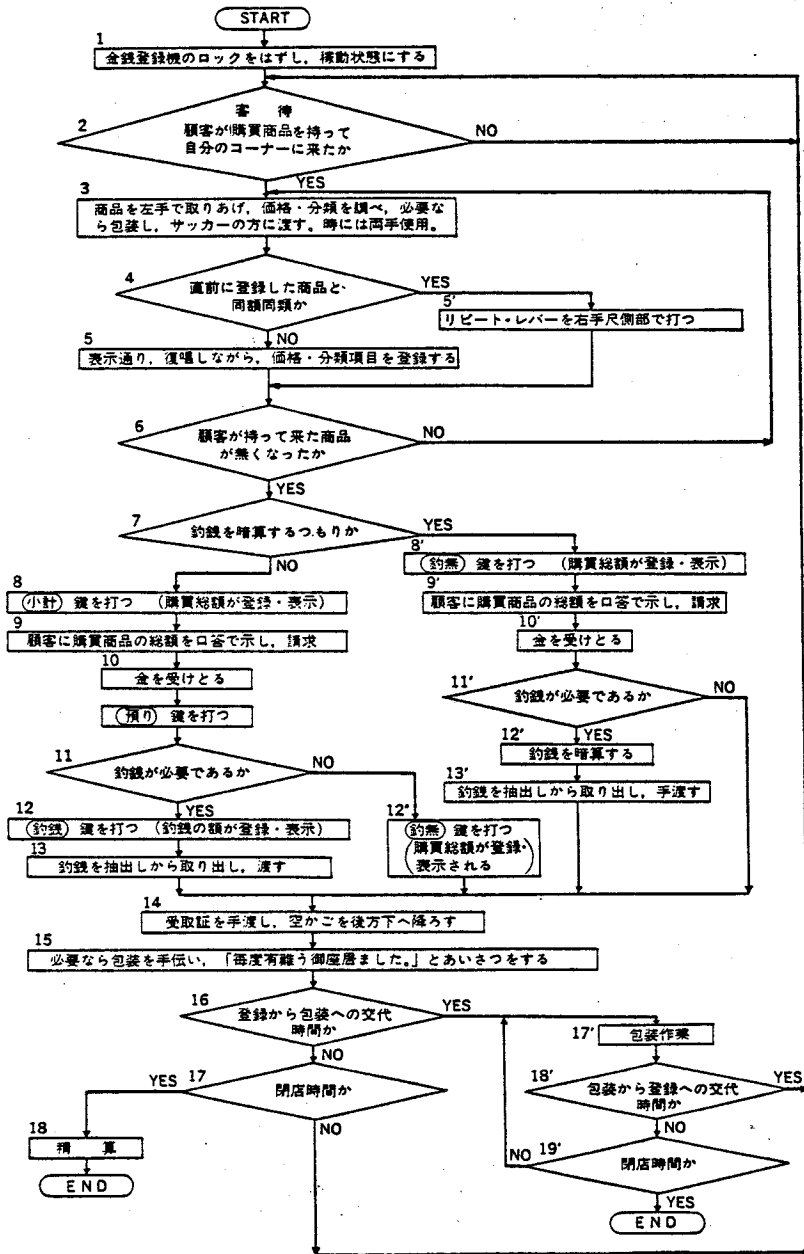 START
1
金銭登録機のロックをはずし，稼動状態にする
客　待
2
顧客が購買商品を持って
自分のコーナーに来たか
NO
YES
3
商品を左手で取りあげ，価格・分類を調べ，必要な
ら包装し，サッカーの方に渡す。時には両手使用。
4
直前に登録した商品と
同額同類か
YES
5'
リピート・レバーを右手尺側部で打つ
NO
5
表示通り，復唱しながら，価格・分類項目を登録する
6
顧客が持って来た商品
が無くなったか
NO
YES
7
釣銭を暗算するつもりか
YES
NO
8'
釣無 鍵を打つ （購買総額が登録・表示）
8
小計 鍵を打つ （購買総額が登録・表示）
9'
顧客に購買商品の総額を口答で示し，請求
9
顧客に購買商品の総額を口答で示し，請求
10'
金を受けとる
10
金を受けとる
預り 鍵を打つ
11'
釣銭が必要であるか
NO
YES
11
釣銭が必要であるか
NO
YES
12'
釣銭を暗算する
13'
釣銭を抽出しから取り出し，手渡す
12
釣銭 鍵を打つ （釣銭の額が登録・表示）
12"
釣無 鍵を打つ
（購買総額が登録・
表示される）
13
釣銭を抽出しから取り出し，渡す
14
受取証を手渡し，空かごを後方下へ降ろす
15
必要なら包装を手伝い，「毎度有難う御座居ました。」とあいさつをする
16
登録から包装への交代
時間か
YES
NO
17'
包装作業
17
閉店時間か
YES
NO
18'
包装から登録への交代
時間か
YES
NO
18
精　算
END
19'
閉店時間か
NO
YES
END